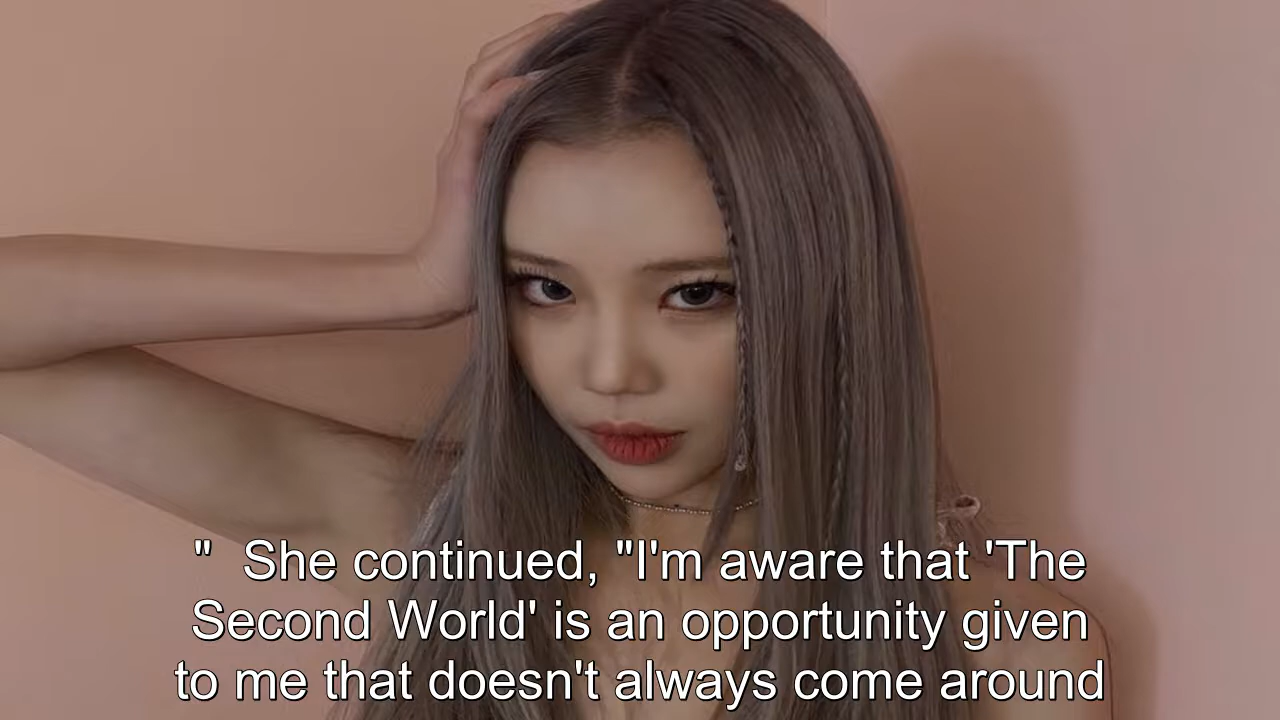 "  She continued, "I'm aware that 'The
Second World' is an opportunity given
to me that doesn't always come around